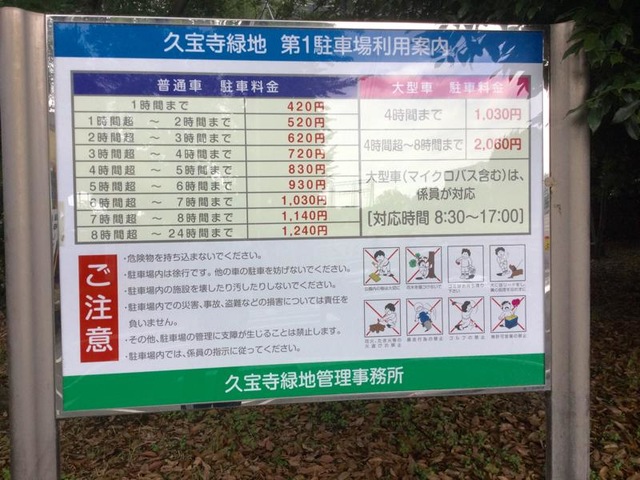 久宝寺緑地 第1駐車場利用案内
普通車 駐車料金
1時間まで 420円
1時間超 ～ 2時間まで 520円
2時間超 ～ 3時間まで 620円
3時間超 ～ 4時間まで 720円
4時間超 ～ 5時間まで 830円
5時間超 ～ 6時間まで 930円
6時間超 ～ 7時間まで 1,030円
7時間超 ～ 8時間まで 1,140円
8時間超 ～ 24時間まで 1,240円
大型車 駐車料金
4時間まで 1,030円
4時間超～8時間まで 2,060円
大型車(マイクロバス含む)は、
係員が対応
[対応時間 8:30～17:00]
ご注意
・危険物を持ち込まないでください。
・駐車場内は徐行です。他の車の駐車を妨げないでください。
・駐車場内の施設を壊したり汚したりしないでください。
・駐車場内での災害、事故、盗難などの損害については責任を
負いません。
・その他、駐車場の管理に支障が生じることは禁止します。
・駐車場内では、係員の指示に従ってください。
ゴルフの禁止
久宝寺緑地管理事務所